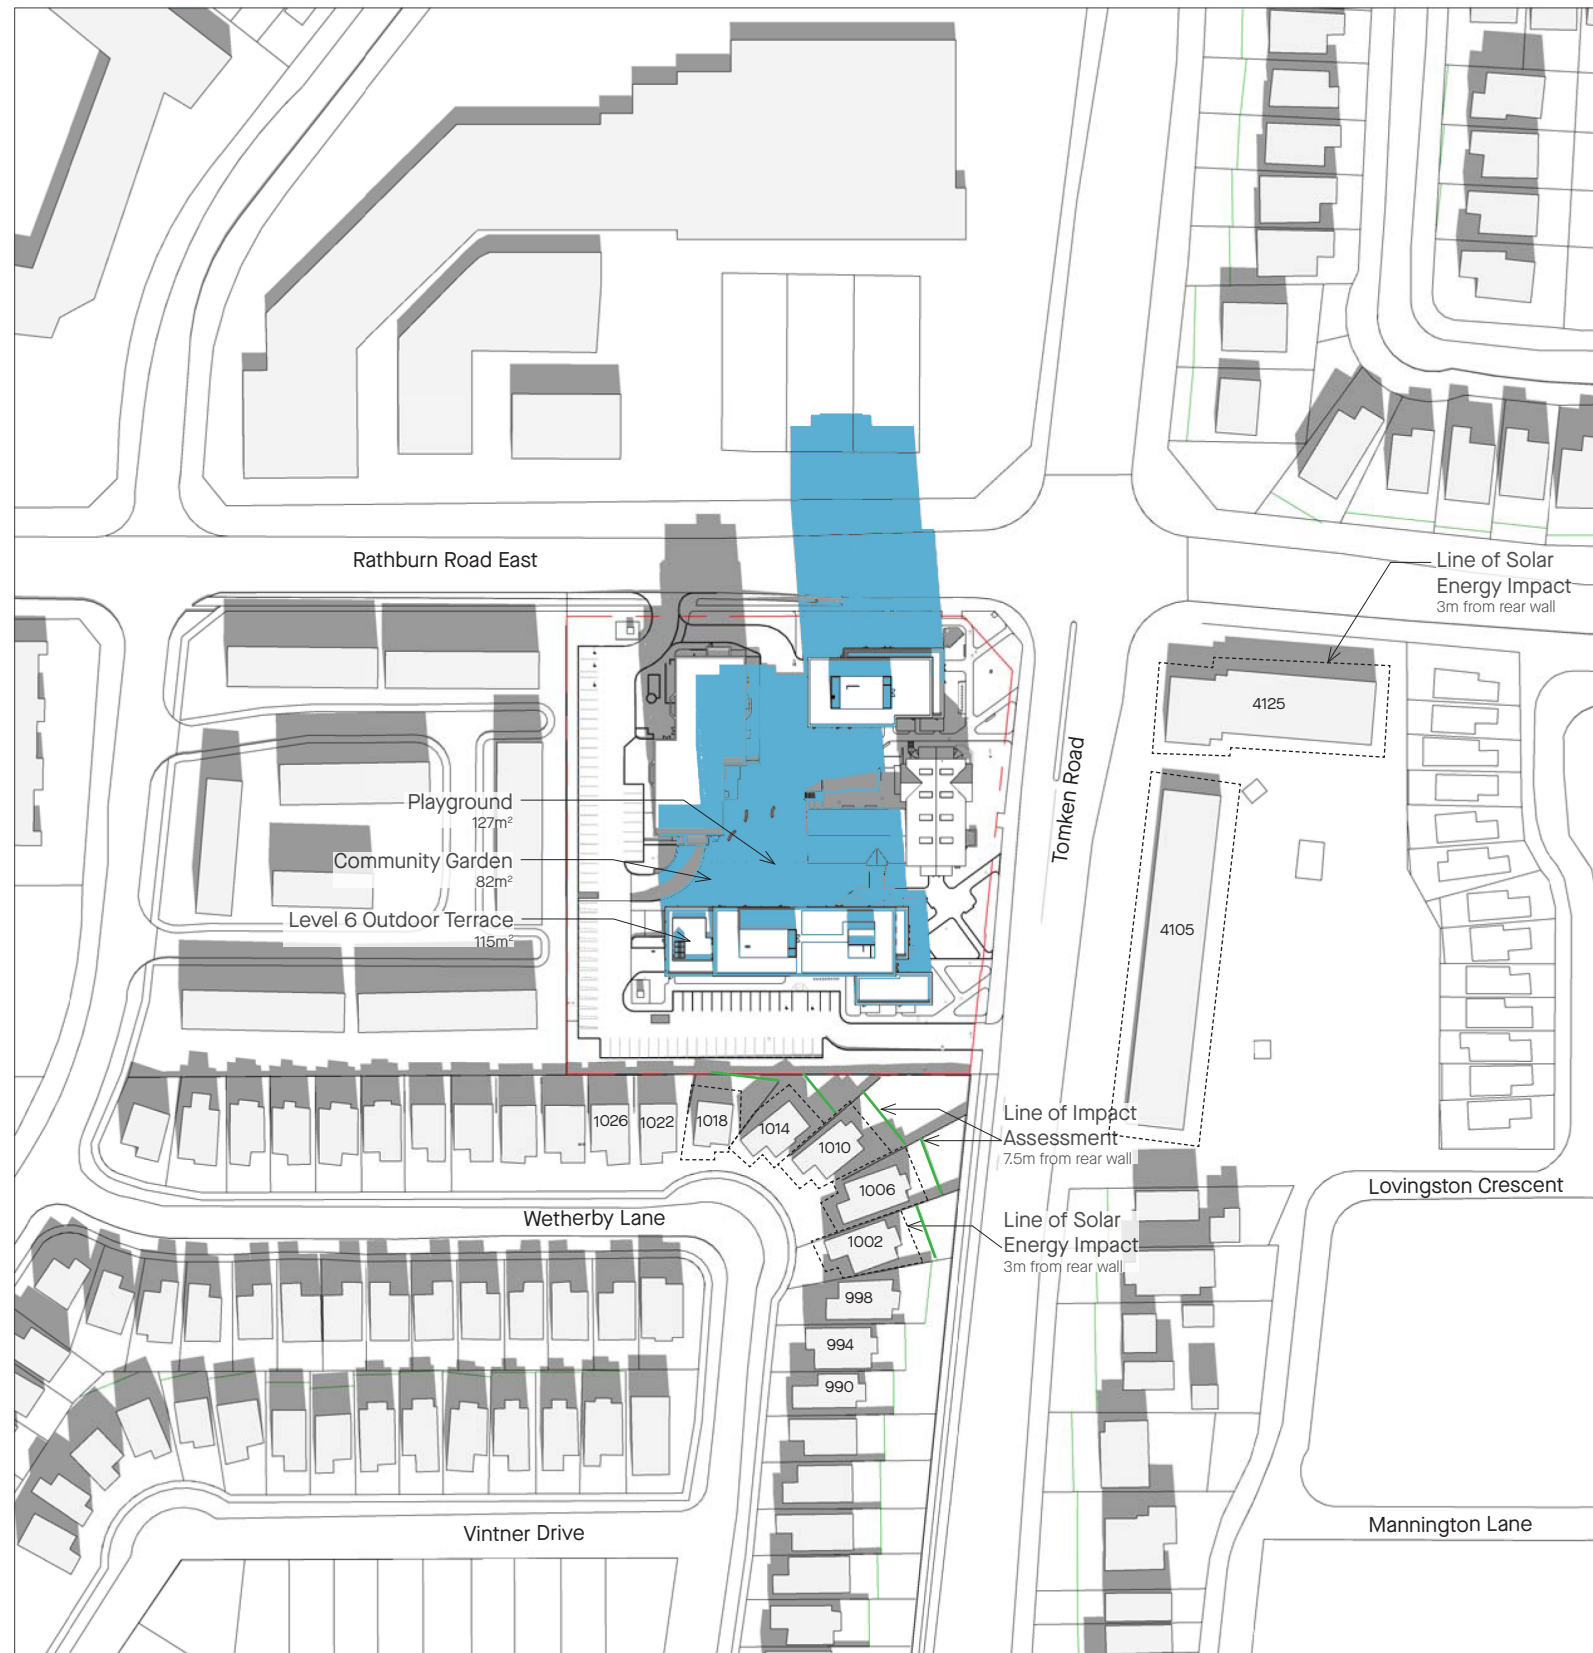 Rathburn Road East
Line of Solar
Energy Impact
3m from rear wall
4125
Tomken Road
Playground
127m²
Community Garden
82m²
Level 6 Outdoor Terrace
115m²
4105
1026
1022
1018
1014
1010
1006
1002
998
994
990
Line of Impact
Assessment
7.5m from rear wall
Line of Solar
Energy Impact
3m from rear wall
Wetherby Lane
Lovingston Crescent
Vintner Drive
Mannington Lane